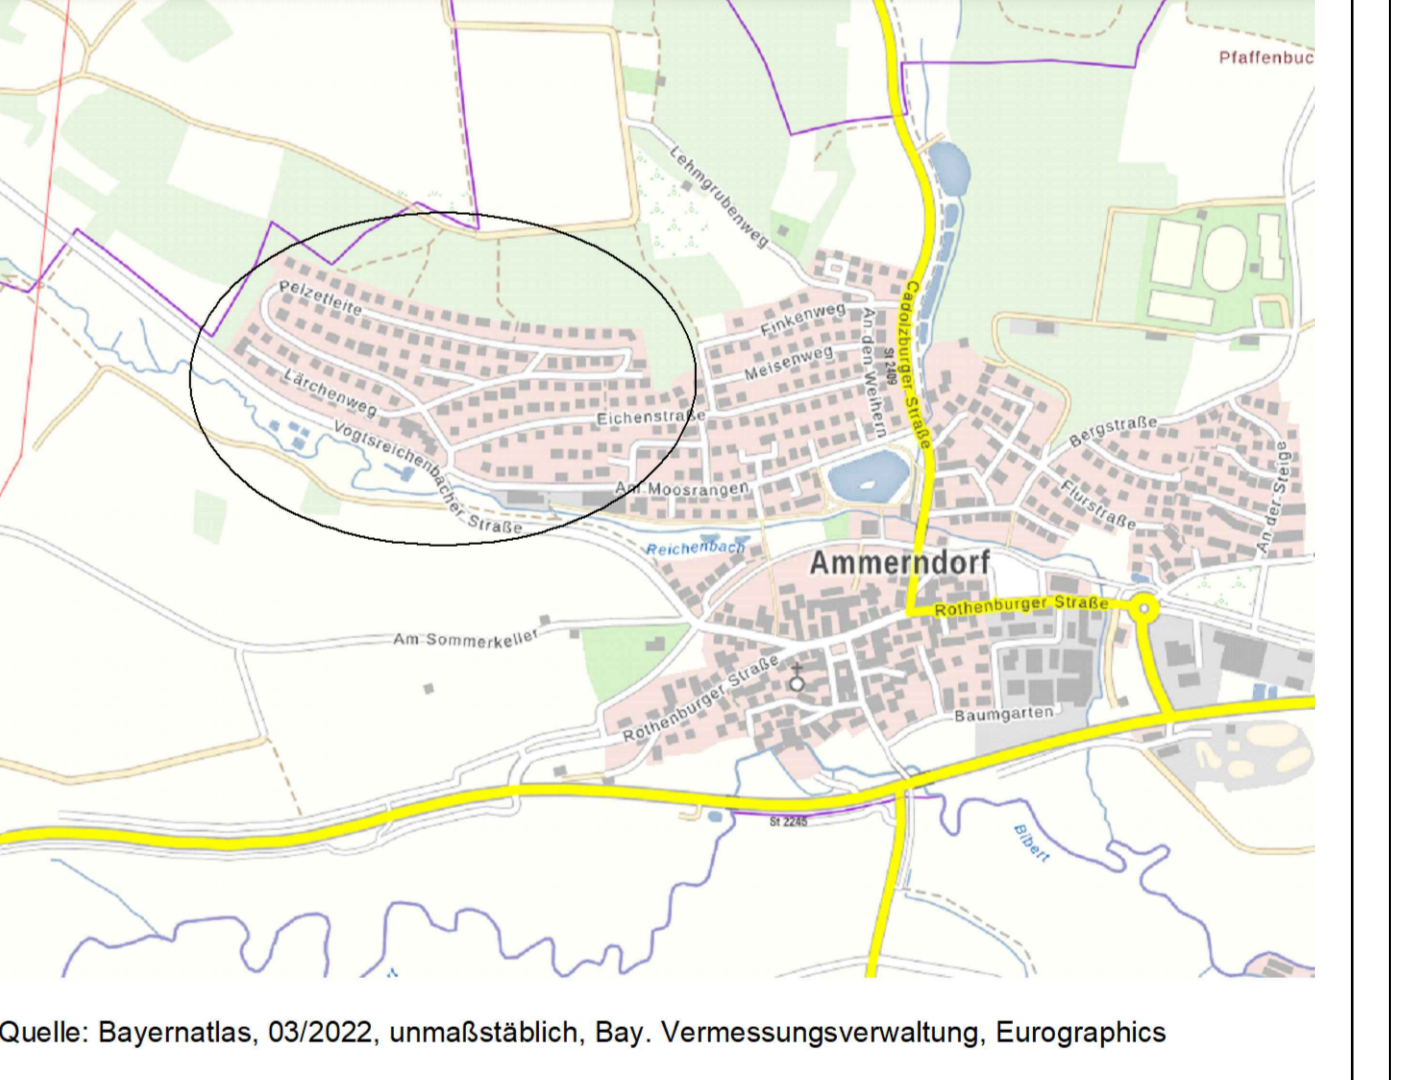 Pfaffenbuc
Lehmgrubenweg
Pelzetleite
Finkenweg
An den Weihern
Cadolzburger Straße
St 2409
Meisenweg
Lärchenweg
Eichenstraße
Vogtsreichenbacher Straße
Bergstraße
Am Moosrangen
Flurstraße
An der Steige
Reichenbach
Ammerndorf
Rothenburger Straße
Am Sommerkeller
Rothenburger Straße
Baumgarten
St 2245
Bibert
Quelle: Bayernatlas, 03/2022, unmaßstäblich, Bay. Vermessungsverwaltung, Eurographics